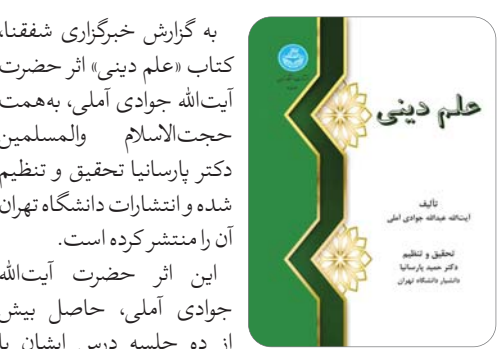 به گزارش خبرگزاری شفقنا،
کتاب «علم دینی» اثر حضرت
آیت‌الله جوادی آملی، به‌همت
حجت‌الاسلام والمسلمین
دکتر پارسانیا تحقیق و تنظیم
شده و انتشارات دانشگاه تهران
آن را منتشر کرده است.
این اثر حضرت آیت‌الله
جوادی آملی، حاصل بیش
از ده جلسه درس ایشان با
علم دینی
تألیف
آیت‌الله عبدالله جوادی آملی
تحقیق و تنظیم
دکتر حمید پارسانیا
دانشیار دانشگاه تهران